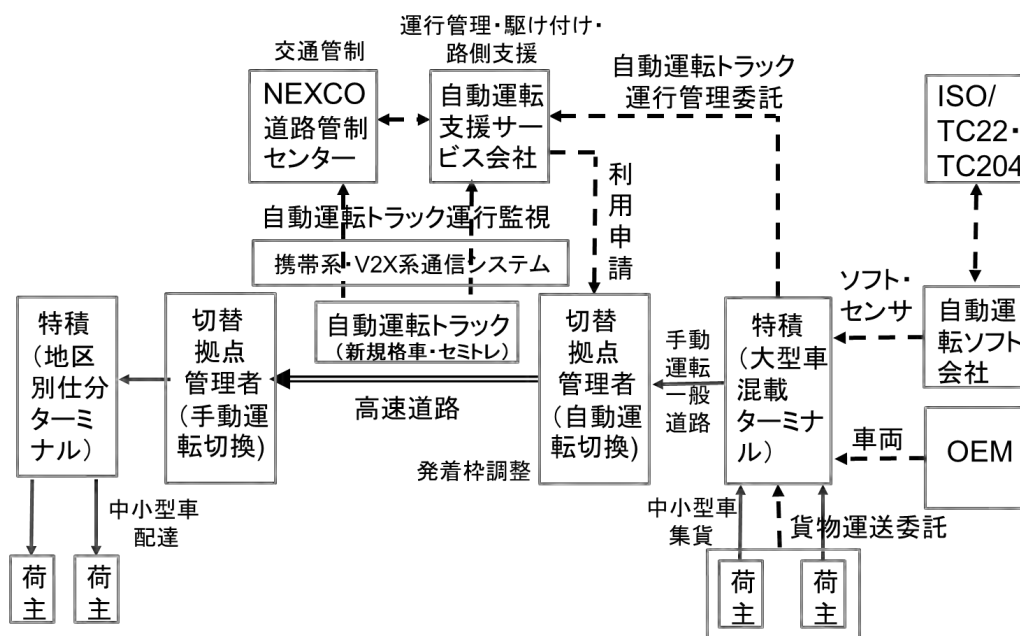 運行管理・駆け付け・
路側支援
交通管制
NEXCO
道路管制
センター
自動運転
支援サー
ビス会社
自動運転トラック
運行管理委託
ISO/
TC22・
TC204
利用申請
自動運転トラック運行監視
携帯系・V2X系通信システム
ソフト・
センサ
特積
(地区
別仕分
ターミ
ナル)
切替
拠点
管理者
(手動運
転切換)
自動運転トラック
(新規格車・セミトレ)
高速道路
切替
拠点
管理者
(自動運
転切換)
発着枠調整
手動
運転
一般
道路
特積
(大型車
混載
ターミナ
ル)
自動運
転ソフト
会社
車両
OEM
中小型車
配達
中小型車
集貨
貨物運送委託
荷主
荷主
荷主
荷主